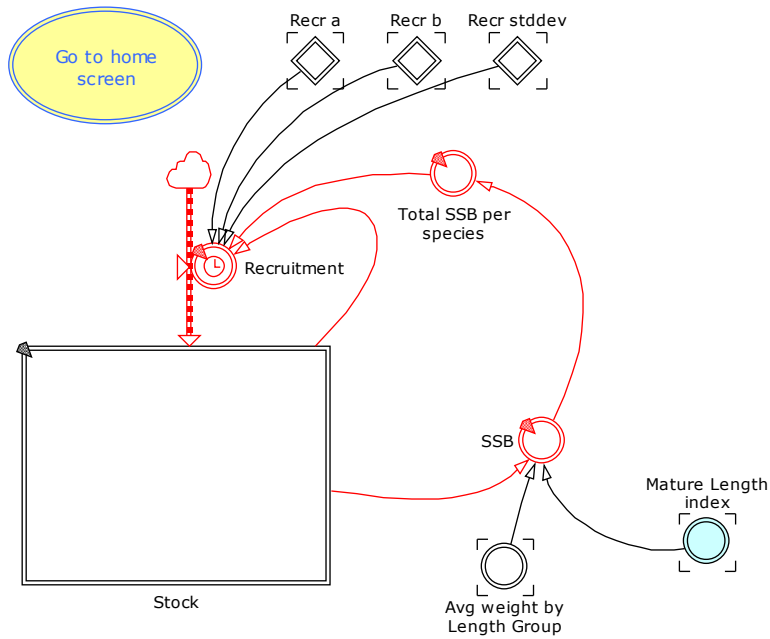 Recr a
Recr b
Recr stddev
Go to home
screen
Total SSB per
species
Recruitment
SSB
Mature Length
index
Stock
Avg weight by
Length Group